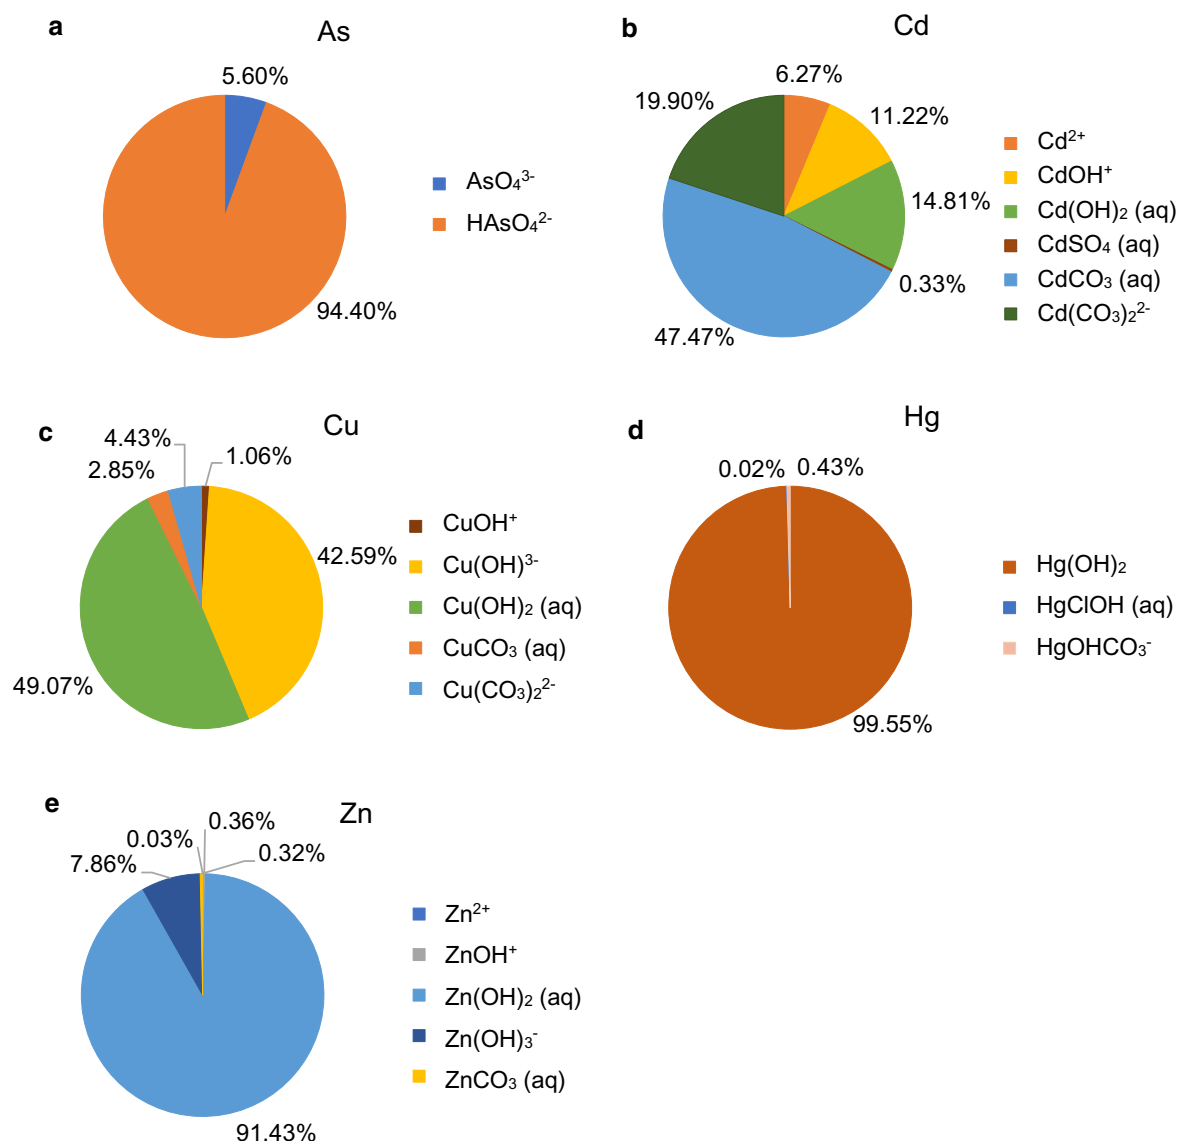 a
As
5.60%
94.40%
AsO₄³⁻
HAsO₄²⁻
b
Cd
6.27%
19.90%
11.22%
14.81%
0.33%
47.47%
Cd²⁺
CdOH⁺
Cd(OH)₂ (aq)
CdSO₄ (aq)
CdCO₃ (aq)
Cd(CO₃)₂²⁻
c
Cu
4.43%
1.06%
2.85%
42.59%
49.07%
CuOH⁺
Cu(OH)³⁻
Cu(OH)₂ (aq)
CuCO₃ (aq)
Cu(CO₃)₂²⁻
d
Hg
0.02%
0.43%
99.55%
Hg(OH)₂
HgClOH (aq)
HgOHCO₃⁻
e
Zn
0.36%
0.03%
0.32%
7.86%
91.43%
Zn²⁺
ZnOH⁺
Zn(OH)₂ (aq)
Zn(OH)₃⁻
ZnCO₃ (aq)